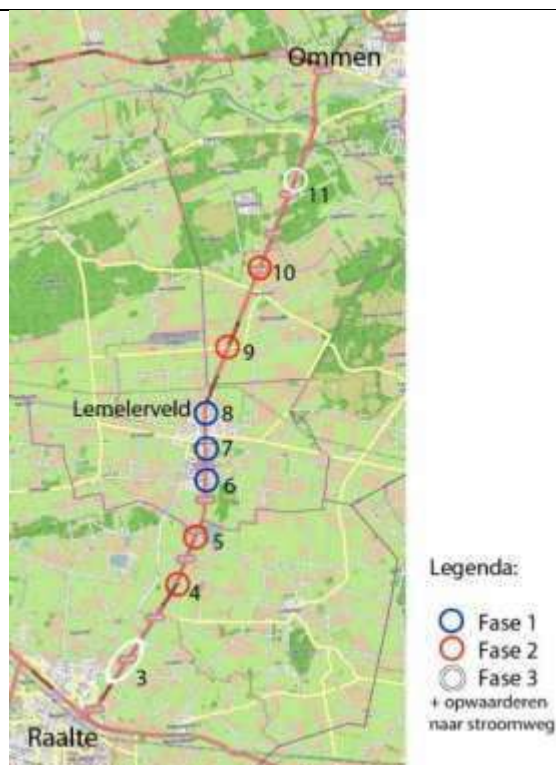 Ommen
11
10
9
Lemelerveld
8
7
6
5
4
3
Raalte
Legenda:
Fase 1
Fase 2
Fase 3
+ opwaarderen
naar stroomweg